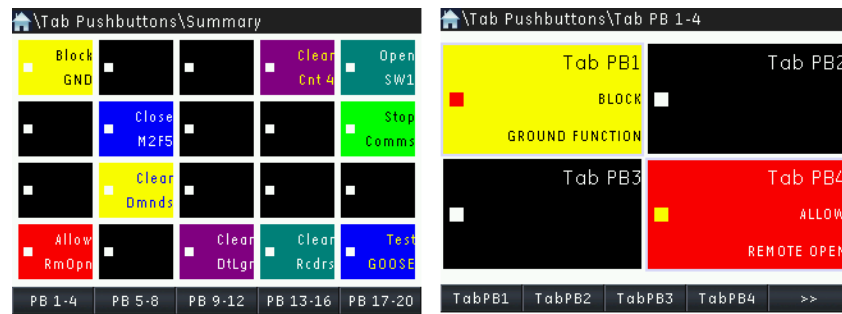 \Tab Pushbuttons\Summary
Block
GND
Clear
Cnt 4
Open
SW1
Close
M2F5
Stop
Comms
Clear
Dmnds
Allow
RmOpn
Clear
DtLgr
Clear
Rcdrs
Test
GOOSE
PB 1-4 PB 5-8 PB 9-12 PB 13-16 PB 17-20
\Tab Pushbuttons\Tab PB 1-4
Tab PB1
BLOCK
GROUND FUNCTION
Tab PB2
Tab PB3
Tab PB4
ALLOW
REMOTE OPEN
TabPB1 TabPB2 TabPB3 TabPB4 >>